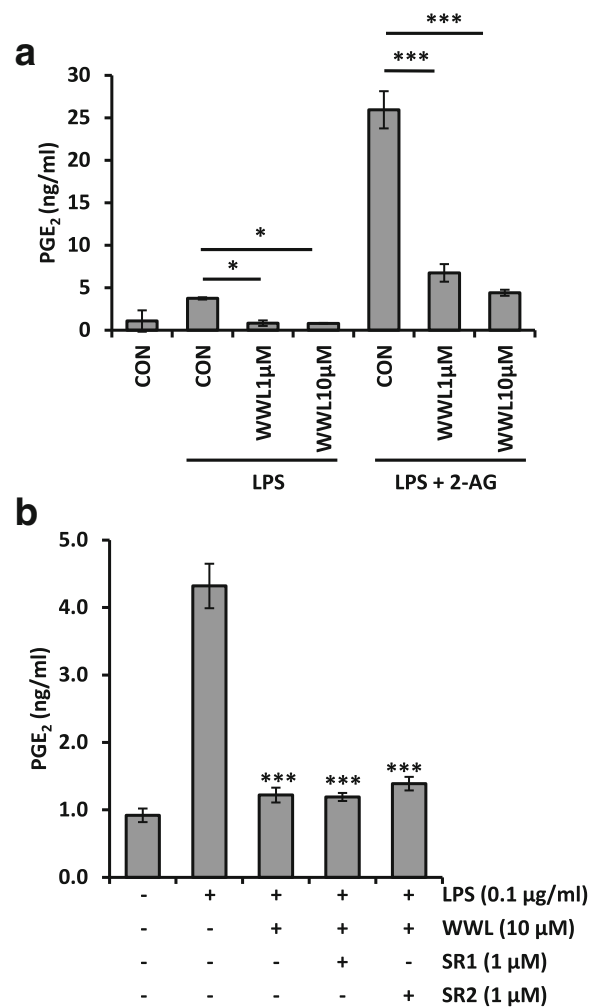 a
***
***
30
25
20
15
10
5
0
PGE2 (ng/ml)
*
*
CON
CON
WWL1μM
WWL10μM
CON
WWL1μM
WWL10μM
LPS
LPS + 2-AG
b
5.0
4.0
3.0
2.0
1.0
0.0
PGE2 (ng/ml)
*** *** ***
- + + + + LPS (0.1 μg/ml)
- - + + + WWL (10 μM)
- - - + - SR1 (1 μM)
- - - - + SR2 (1 μM)